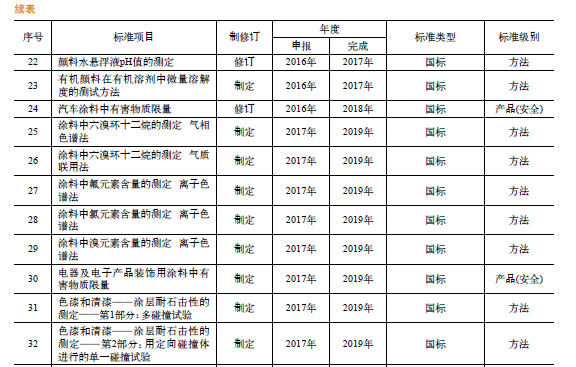 续表
序号 标准项目 制修订 年度 标准类型 标准级别
申报 完成
22 颜料水悬浮液pH值的测定 修订 2016年 2017年 国标 方法
23 有机颜料在有机溶剂中微量溶解 制定 2016年 2017年 国标 方法
度的测试方法
24 汽车涂料中有害物质限量 修订 2016年 2018年 国标 产品(安全)
25 涂料中六溴环十二烷的测定 气相 制定 2017年 2019年 国标 方法
色谱法
26 涂料中六溴环十二烷的测定 气质 制定 2017年 2019年 国标 方法
联用法
27 涂料中氟元素含量的测定 离子色 制定 2017年 2019年 国标 方法
谱法
28 涂料中氯元素含量的测定 离子色 制定 2017年 2019年 国标 方法
谱法
29 涂料中溴元素含量的测定 离子色 制定 2017年 2019年 国标 方法
谱法
30 电器及电子产品装饰用涂料中有 制定 2017年 2019年 国标 产品(安全)
害物质限量
31 色漆和清漆——涂层耐石击性的 制定 2017年 2019年 国标 方法
测定——第1部分:多碰撞试验
32 色漆和清漆——涂层耐石击性的 制定 2017年 2019年 国标 方法
测定——第2部分:用定向碰撞体
进行的单一碰撞试验